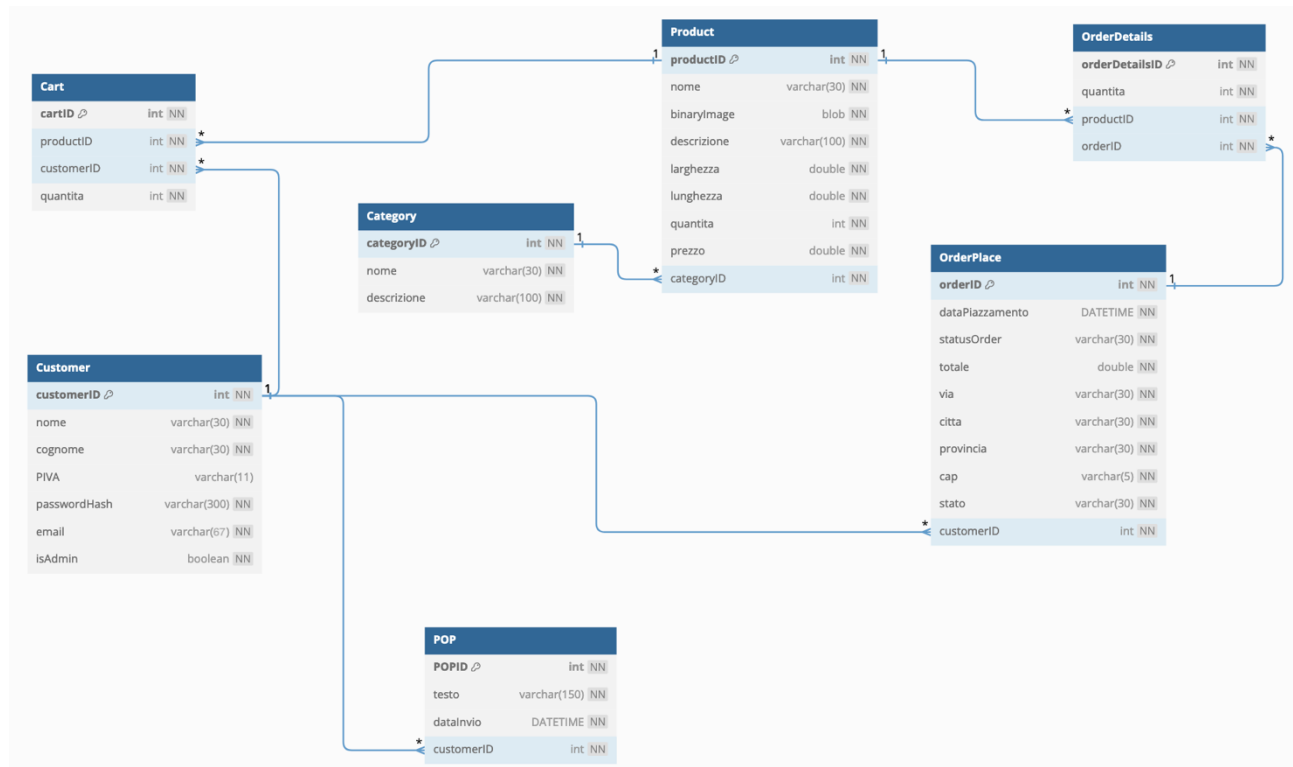 Cart
cartID int NN
productID int NN
customerID int NN
quantita int NN
Category
categoryID int NN
nome varchar(30) NN
descrizione varchar(100) NN
Product
productID int NN
nome varchar(30) NN
binaryImage blob NN
descrizione varchar(100) NN
larghezza double NN
lunghezza double NN
quantita int NN
prezzo double NN
categoryID int NN
OrderDetails
orderDetailsID int NN
quantita int NN
productID int NN
orderID int NN
OrderPlace
orderID int NN
dataPiazzamento DATETIME NN
statusOrder varchar(30) NN
totale double NN
via varchar(30) NN
citta varchar(30) NN
provincia varchar(30) NN
cap varchar(5) NN
stato varchar(30) NN
customerID int NN
Customer
customerID int NN
nome varchar(30) NN
cognome varchar(30) NN
PIVA varchar(11)
passwordHash varchar(300) NN
email varchar(67) NN
isAdmin boolean NN
POP
POPID int NN
testo varchar(150) NN
dataInvio DATETIME NN
customerID int NN
1
*
1
*
1
*
1
*
1
*
*
*